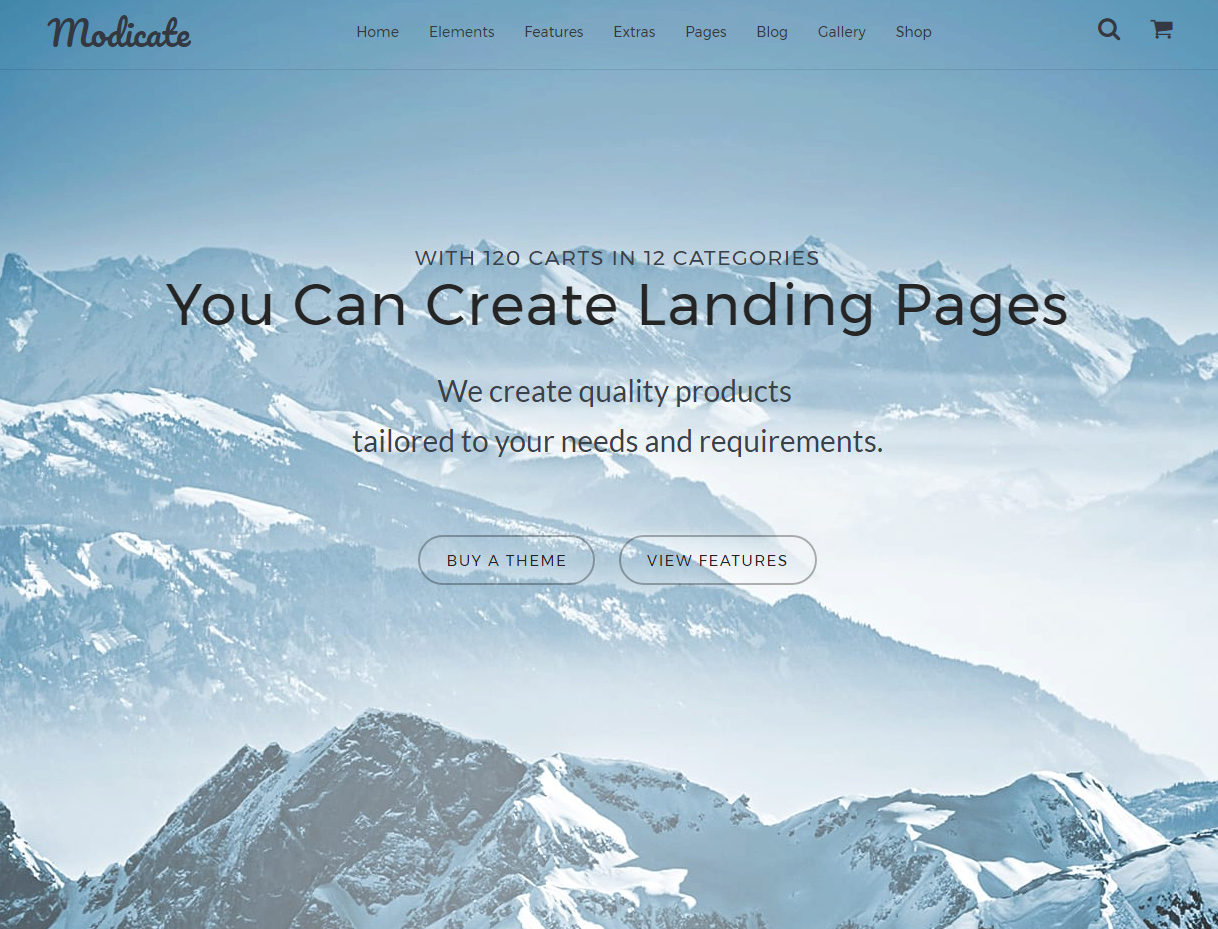 Modicate
Home Elements Features Extras Pages Blog Gallery Shop
WITH 120 CARTS IN 12 CATEGORIES
You Can Create Landing Pages
We create quality products
tailored to your needs and requirements.
BUY A THEME VIEW FEATURES